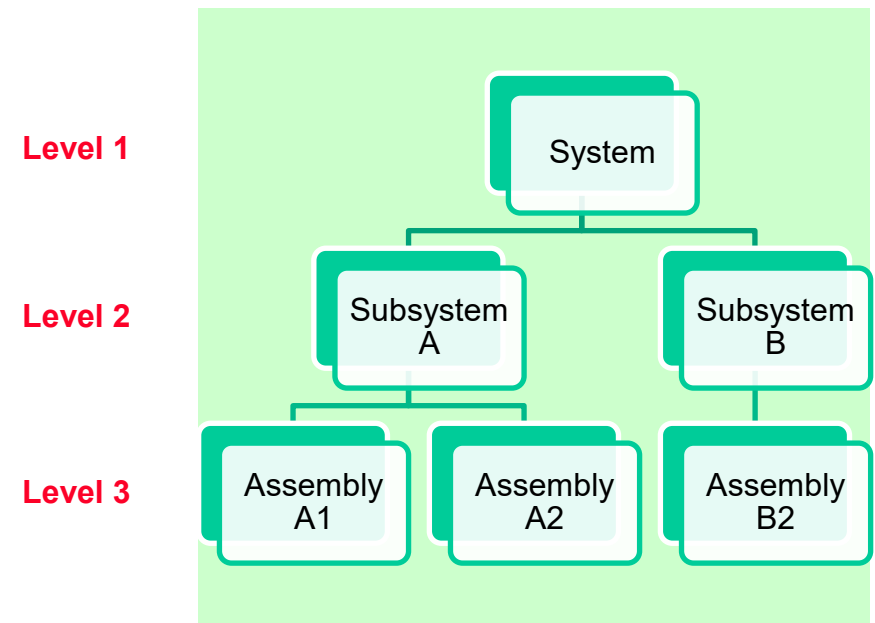 Level 1
System
Level 2
Subsystem
A
Subsystem
B
Level 3
Assembly
A1
Assembly
A2
Assembly
B2